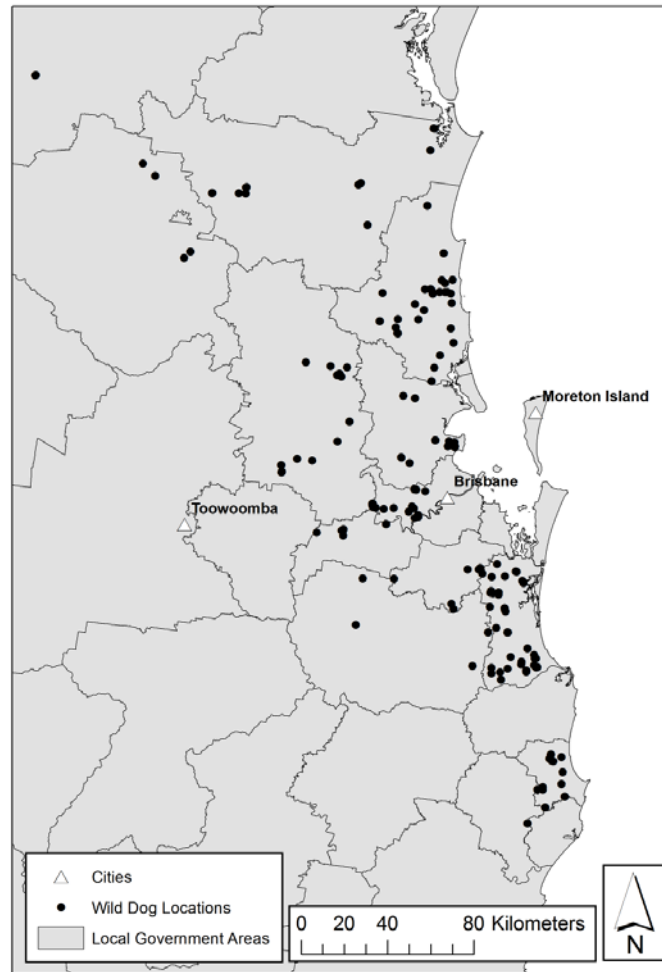 Moreton Island
Brisbane
Toowoomba
Cities
Wild Dog Locations
Local Government Areas
0 20 40 80 Kilometers
N